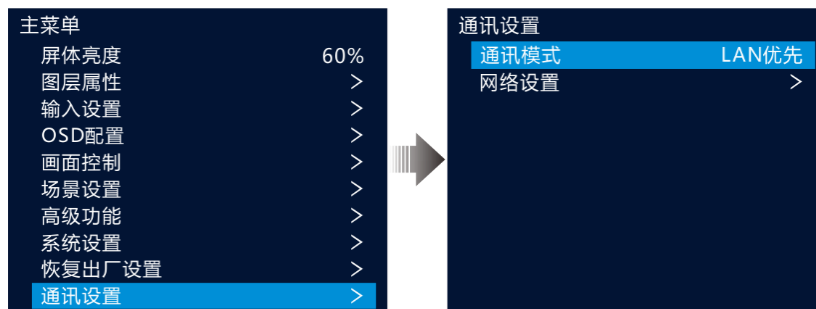 主菜单
屏体亮度 60%
图层属性 >
输入设置 >
OSD配置 >
画面控制 >
场景设置 >
高级功能 >
系统设置 >
恢复出厂设置 >
通讯设置 >
通讯设置
通讯模式 LAN优先
网络设置 >